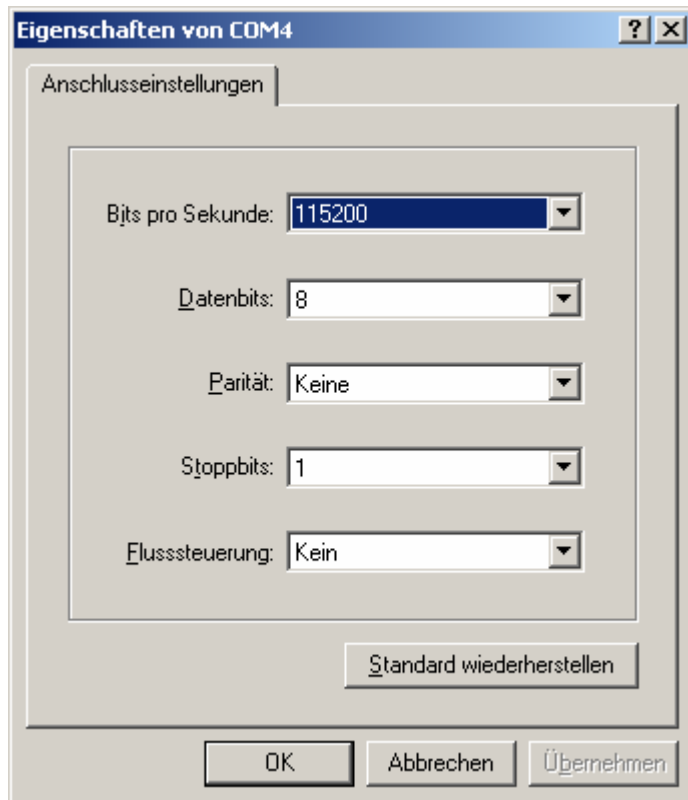 Eigenschaften von COM4
Anschlusseinstellungen
Bits pro Sekunde: 115200
Datenbits: 8
Parität: Keine
Stoppbits: 1
Flusssteuerung: Kein
Standard wiederherstellen
OK Abbrechen Übernehmen